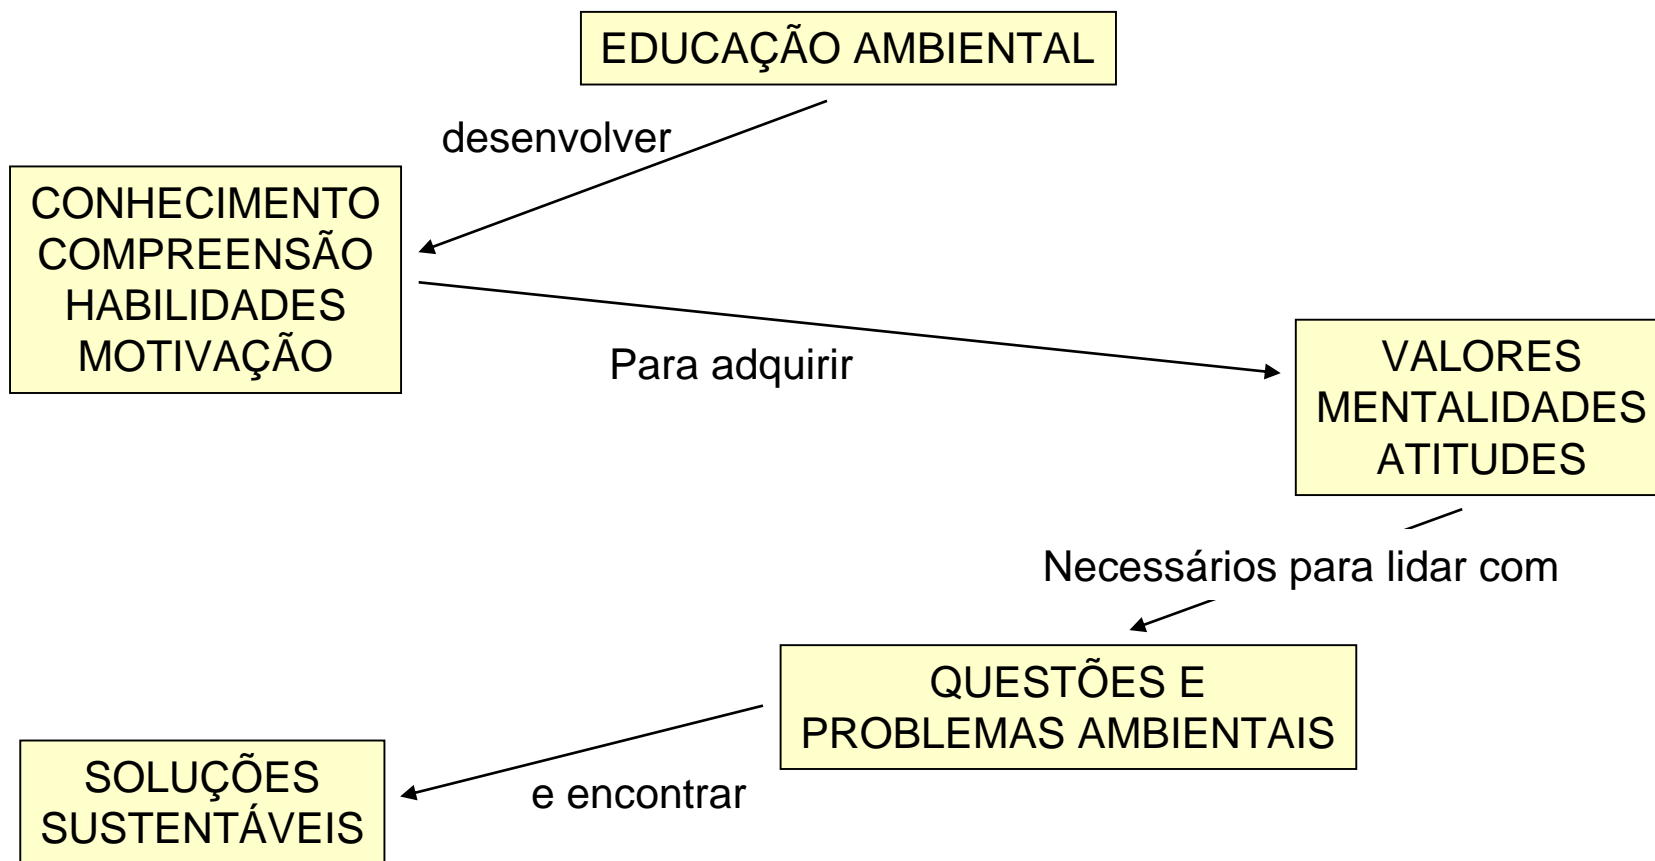 EDUCAÇÃO AMBIENTAL
desenvolver
CONHECIMENTO
COMPREENSÃO
HABILIDADES
MOTIVAÇÃO
Para adquirir
VALORES
MENTALIDADES
ATITUDES
Necessários para lidar com
QUESTÕES E
PROBLEMAS AMBIENTAIS
e encontrar
SOLUÇÕES
SUSTENTÁVEIS